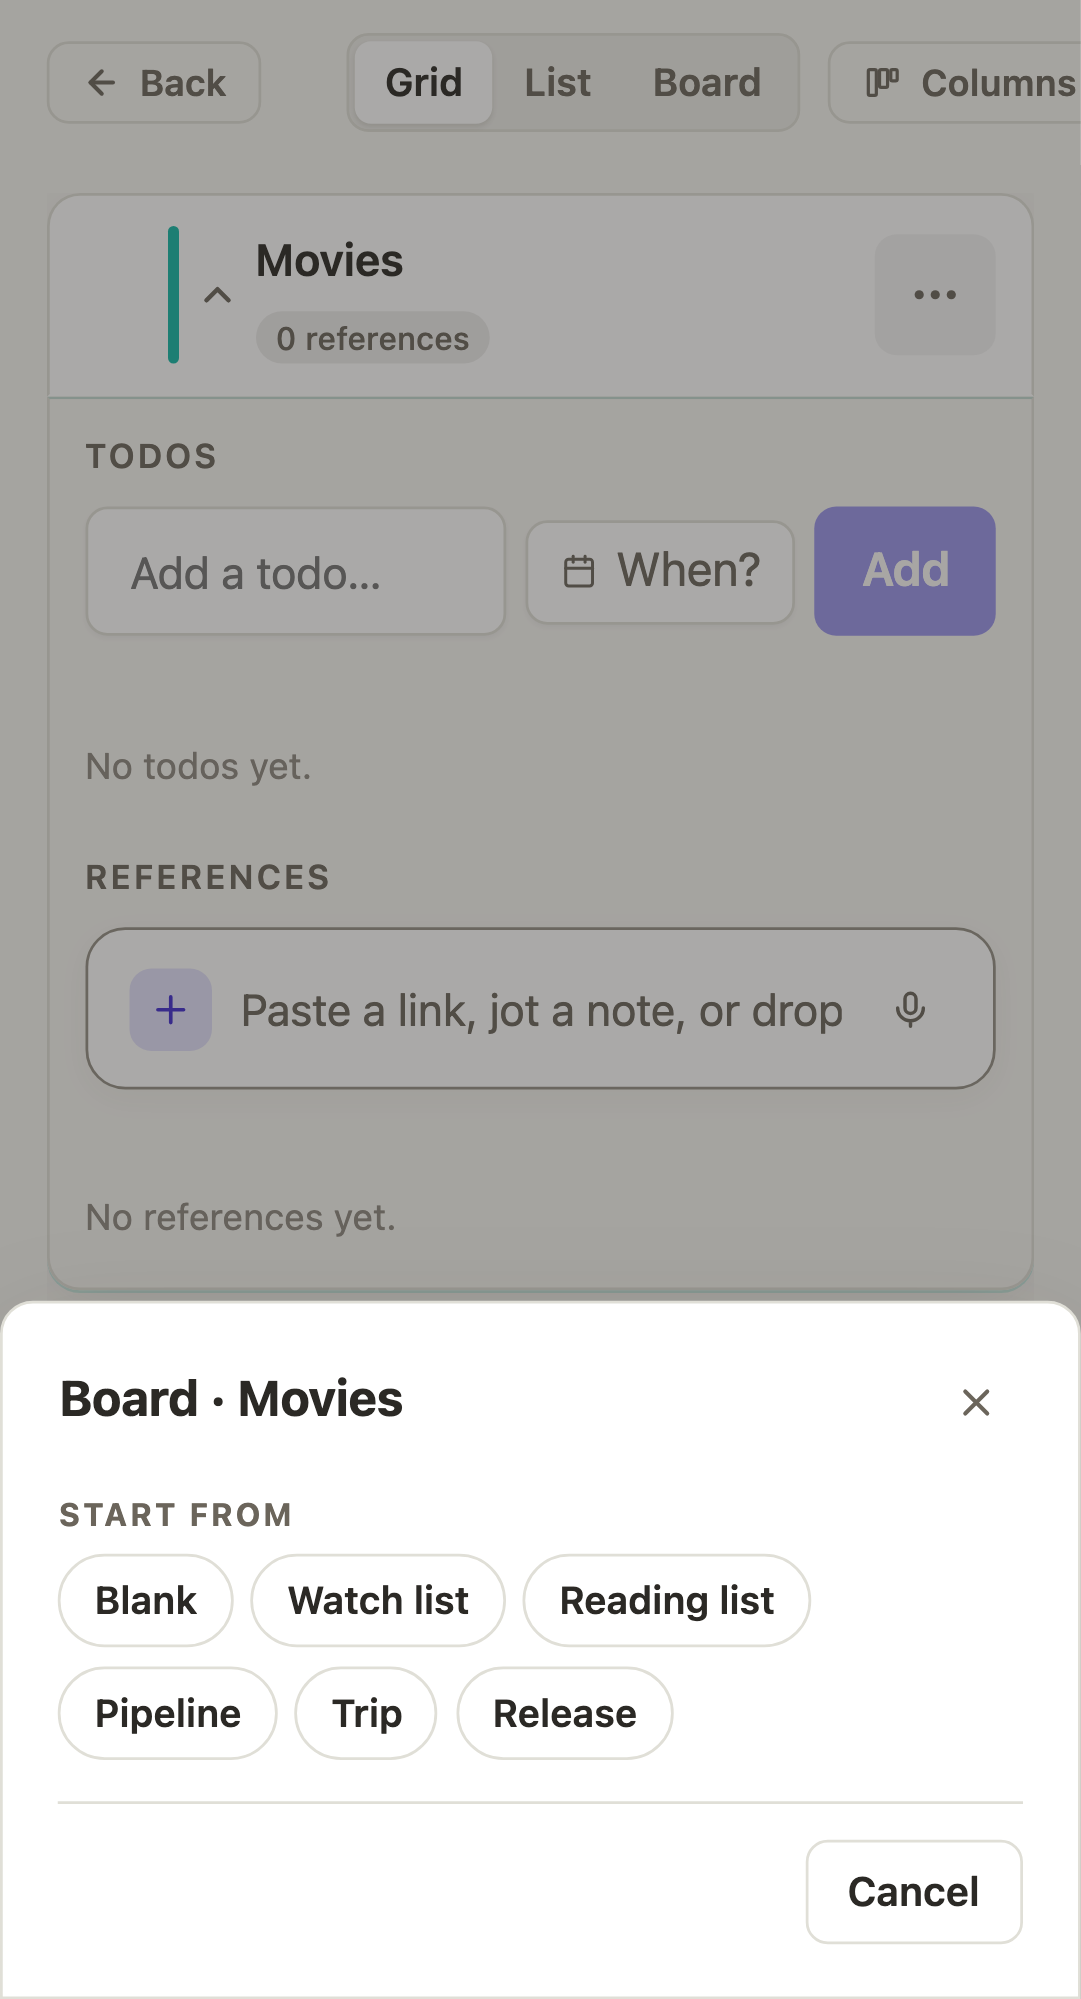 Back
Grid List Board
Columns
Movies
0 references
...
TODOS
Add a todo...
When?
Add
No todos yet.
REFERENCES
Paste a link, jot a note, or drop
No references yet.
Board · Movies
START FROM
Blank
Watch list
Reading list
Pipeline
Trip
Release
Cancel